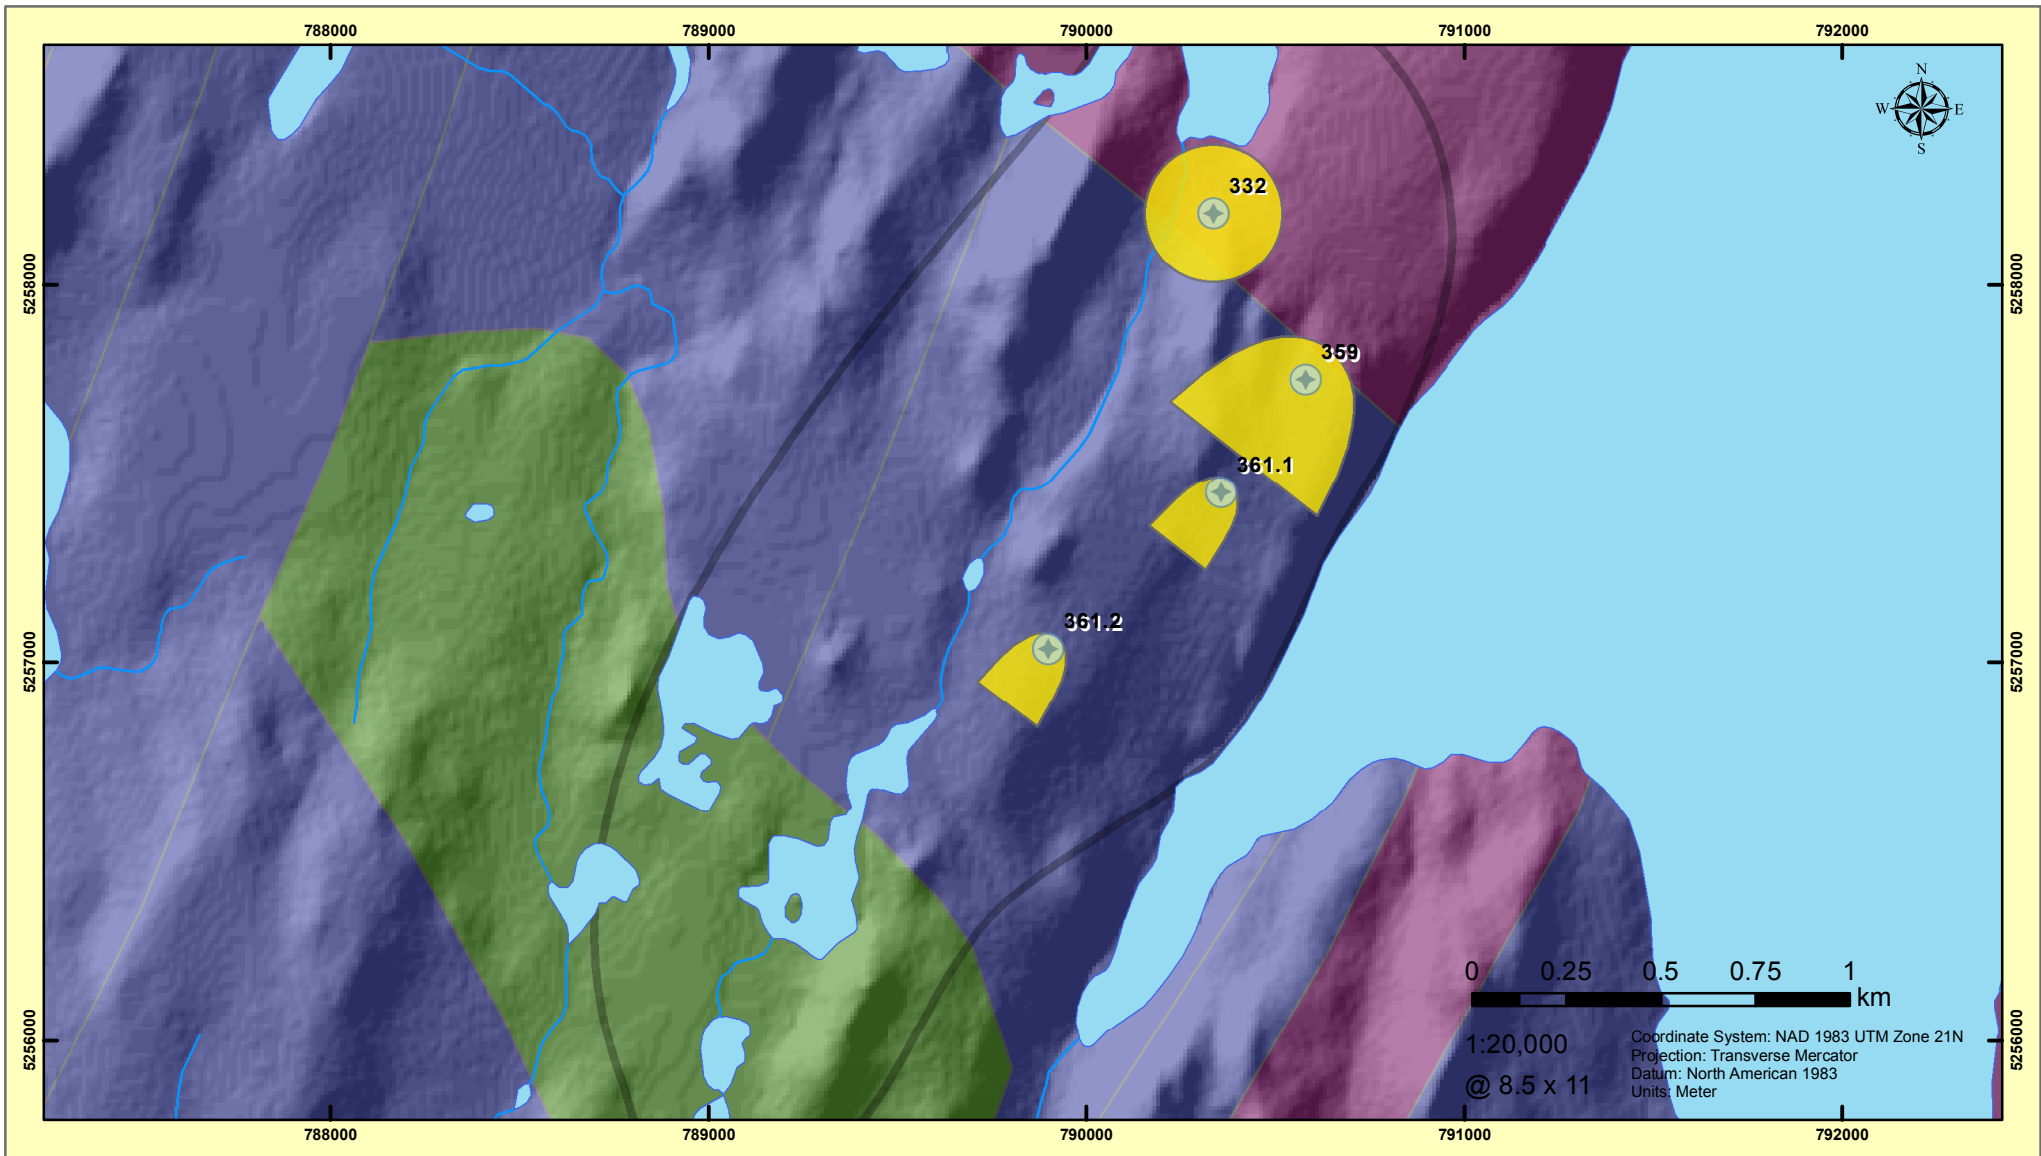 788000 789000 790000 791000 792000
N
W E
S
332
5258000 5258000
359
361.1
361.2
5257000 5257000
0 0.25 0.5 0.75 1
km
1:20,000
@ 8.5 x 11
Coordinate System: NAD 1983 UTM Zone 21N
Projection: Transverse Mercator
Datum: North American 1983
Units: Meter
5256000 5256000
788000 789000 790000 791000 792000